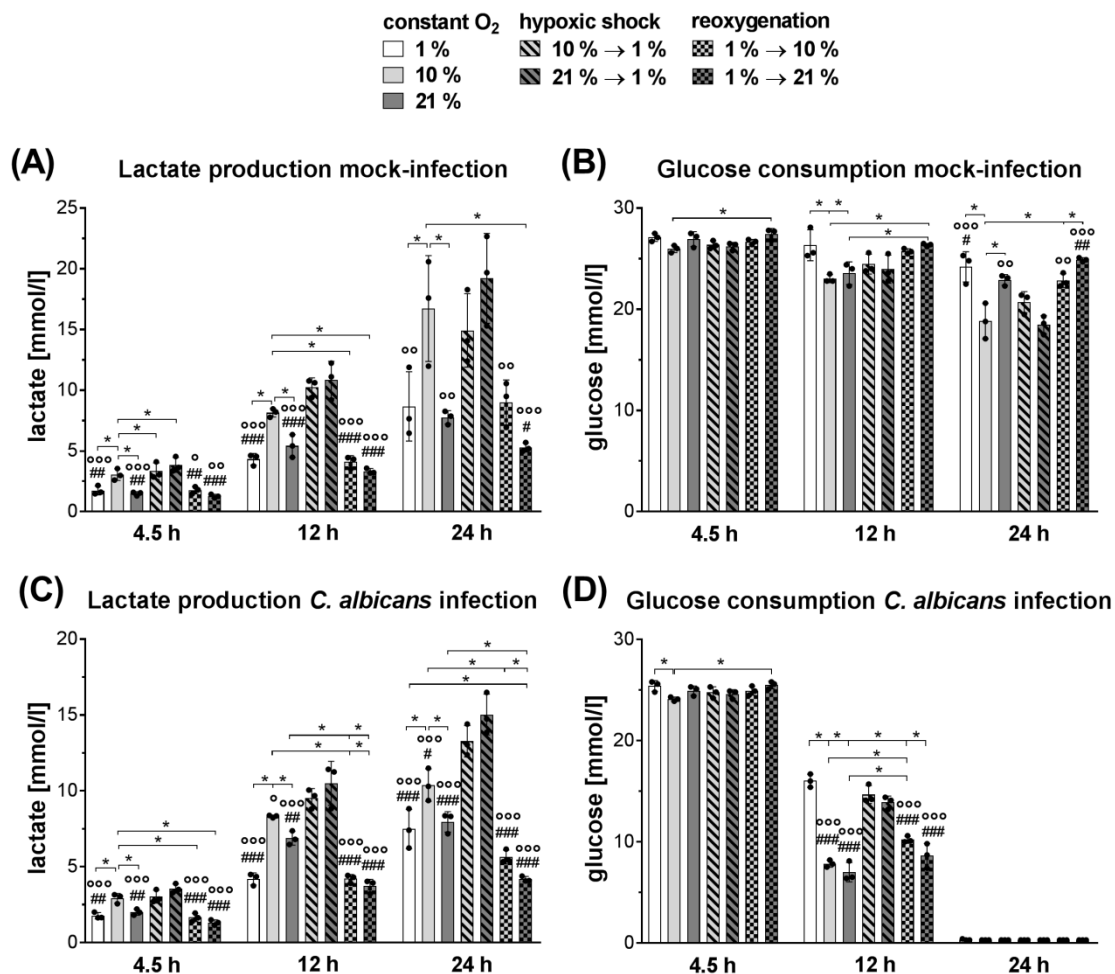 constant O₂ hypoxic shock reoxygenation
1 % 10 % → 1 % 1 % → 10 %
10 % 21 % → 1 % 1 % → 21 %
21 %
(A) Lactate production mock-infection
lactate [mmol/l]
25
20
15
10
5
0
4.5 h 12 h 24 h
(B) Glucose consumption mock-infection
glucose [mmol/l]
30
20
10
0
4.5 h 12 h 24 h
(C) Lactate production C. albicans infection
lactate [mmol/l]
20
15
10
5
0
4.5 h 12 h 24 h
(D) Glucose consumption C. albicans infection
glucose [mmol/l]
30
20
10
0
4.5 h 12 h 24 h